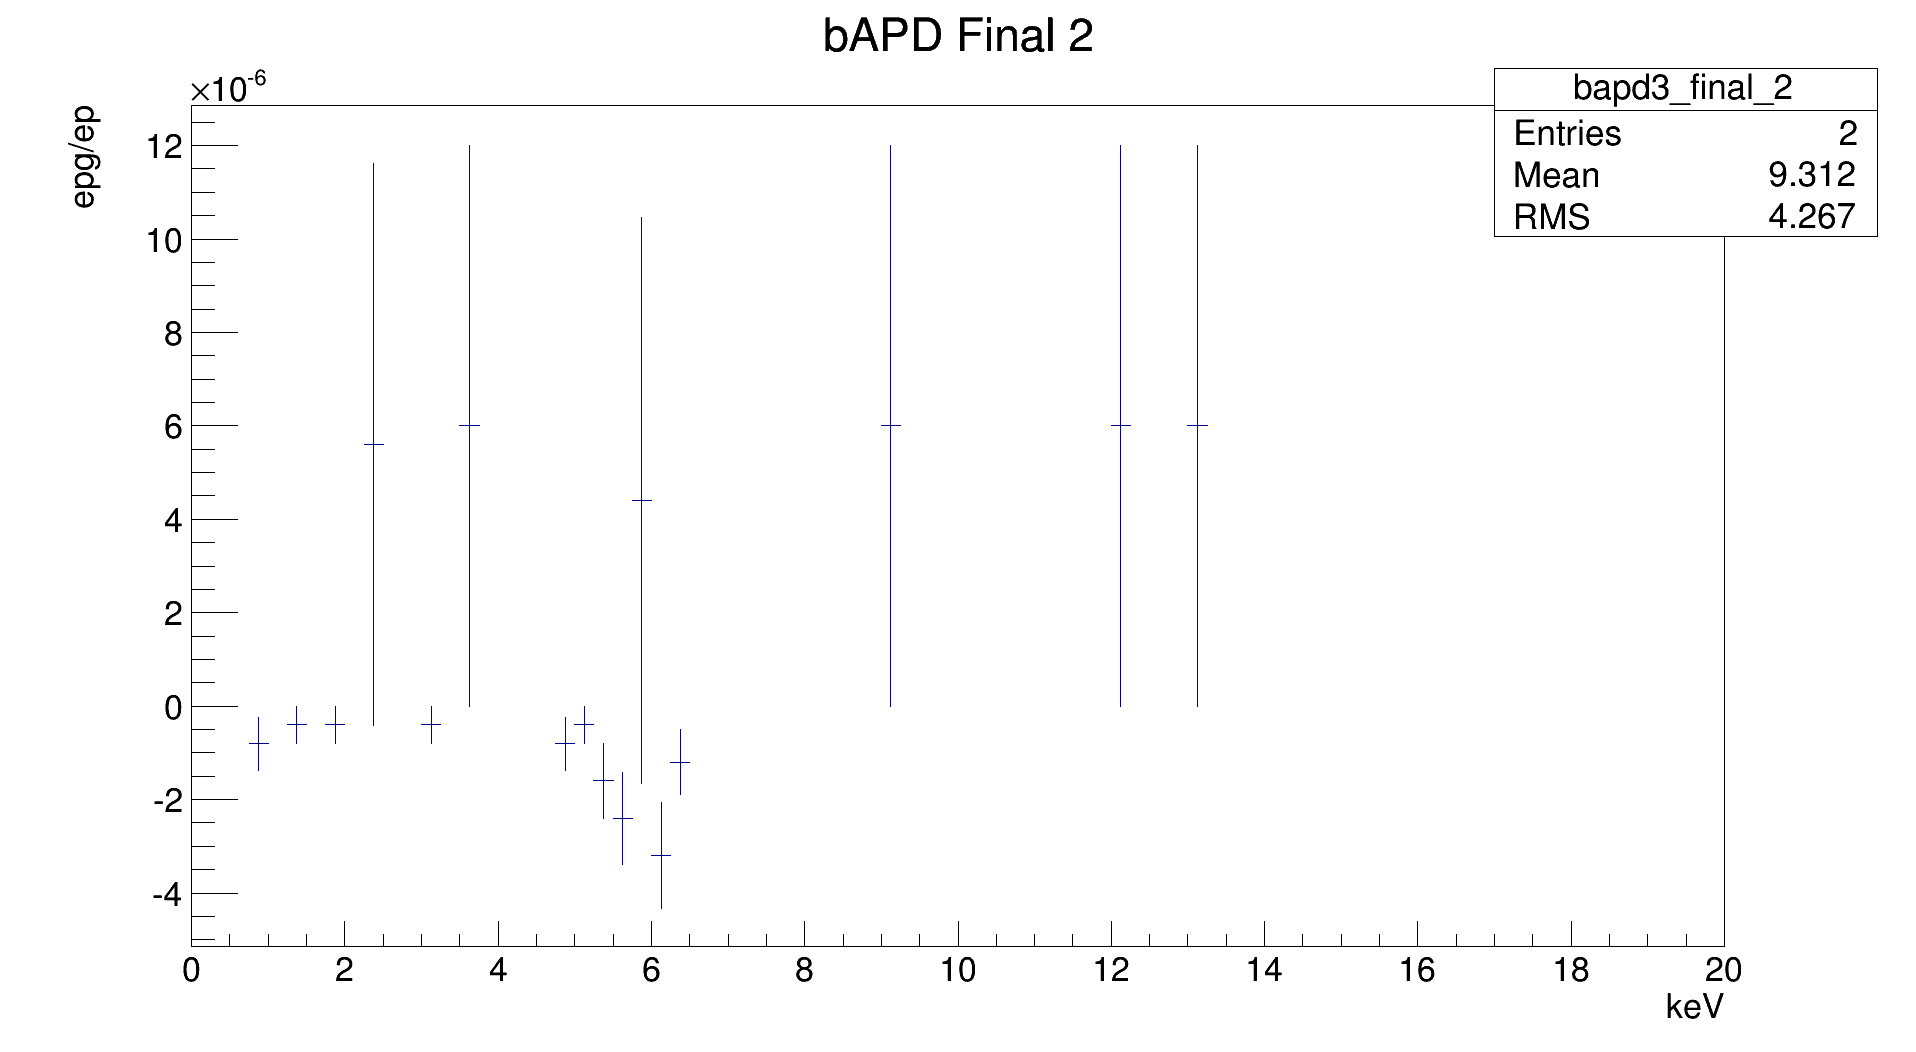 bAPD Final 2
×10-6
epg/ep
bapd3_final_2
Entries 2
Mean 9.312
RMS 4.267
12
10
8
6
4
2
0
-2
-4
0 2 4 6 8 10 12 14 16 18 20
keV